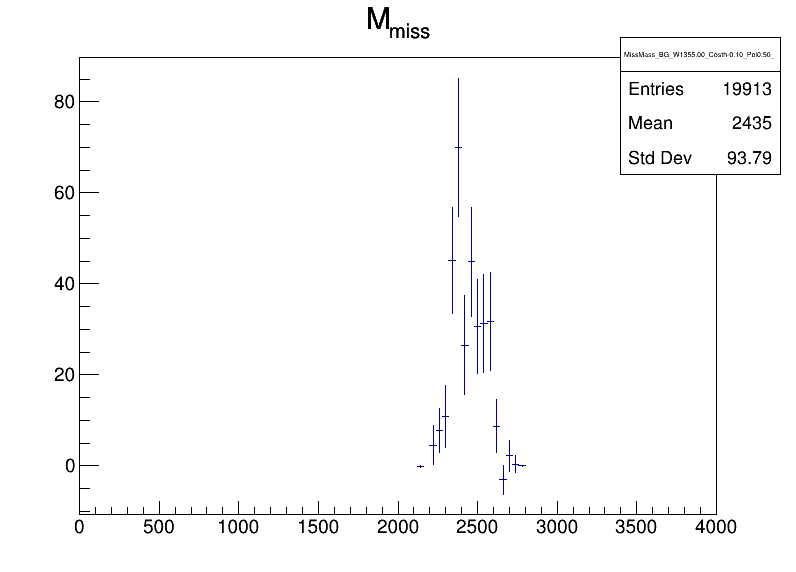 M_miss
MissMass_BG_W1355.00_Costh-0.10_Pol0.50_
Entries 19913
Mean 2435
Std Dev 93.79
80
60
40
20
0
0 500 1000 1500 2000 2500 3000 3500 4000